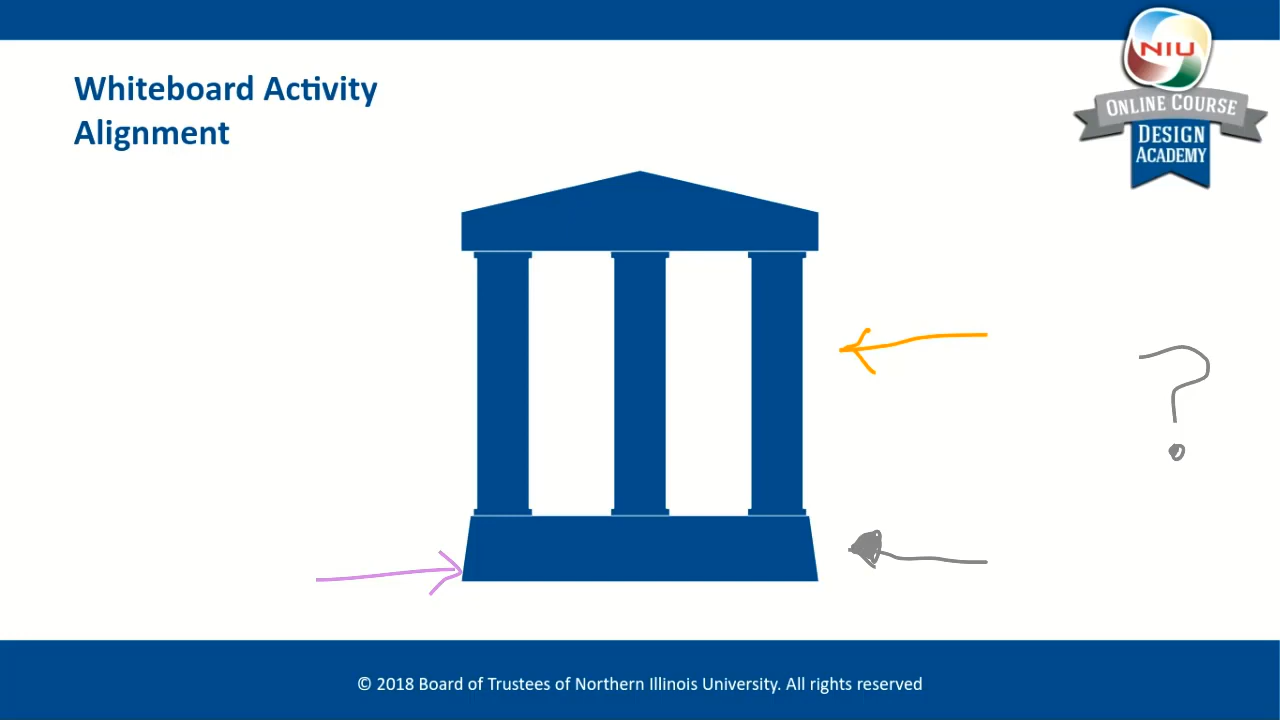 Whiteboard Activity
Alignment
NIU
ONLINE COURSE
DESIGN
ACADEMY
?
© 2018 Board of Trustees of Northern Illinois University. All rights reserved